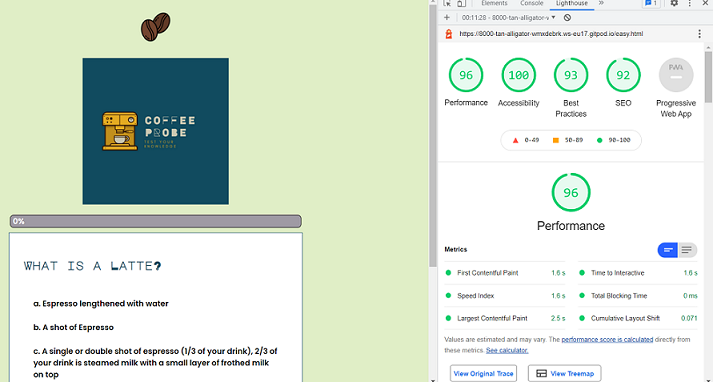 COFFEE
PROBE
TEST YOUR
KNOWLEDGE
0%
WHAT IS A LATTE?
a. Espresso lengthened with water
b. A shot of Espresso
c. A single or double shot of espresso (1/3 of your drink), 2/3 of
your drink is steamed milk with a small layer of frothed milk
on top
Elements Console Lighthouse » 1
+ 00:11:28 - 8000-tan-alligator-v
https://8000-tan-alligator-wmxdebrk.ws-eu17.gitpod.io/easy.html
96 100 93 92 PWA
Performance Accessibility Best Practices SEO Progressive Web App
0-49 50-89 90-100
96
Performance
Metrics
First Contentful Paint 1.6 s Time to Interactive 1.6 s
Speed Index 1.6 s Total Blocking Time 0 ms
Largest Contentful Paint 2.5 s Cumulative Layout Shift 0.071
Values are estimated and may vary. The performance score is calculated directly from
these metrics. See calculator.
View Original Trace View Treemap